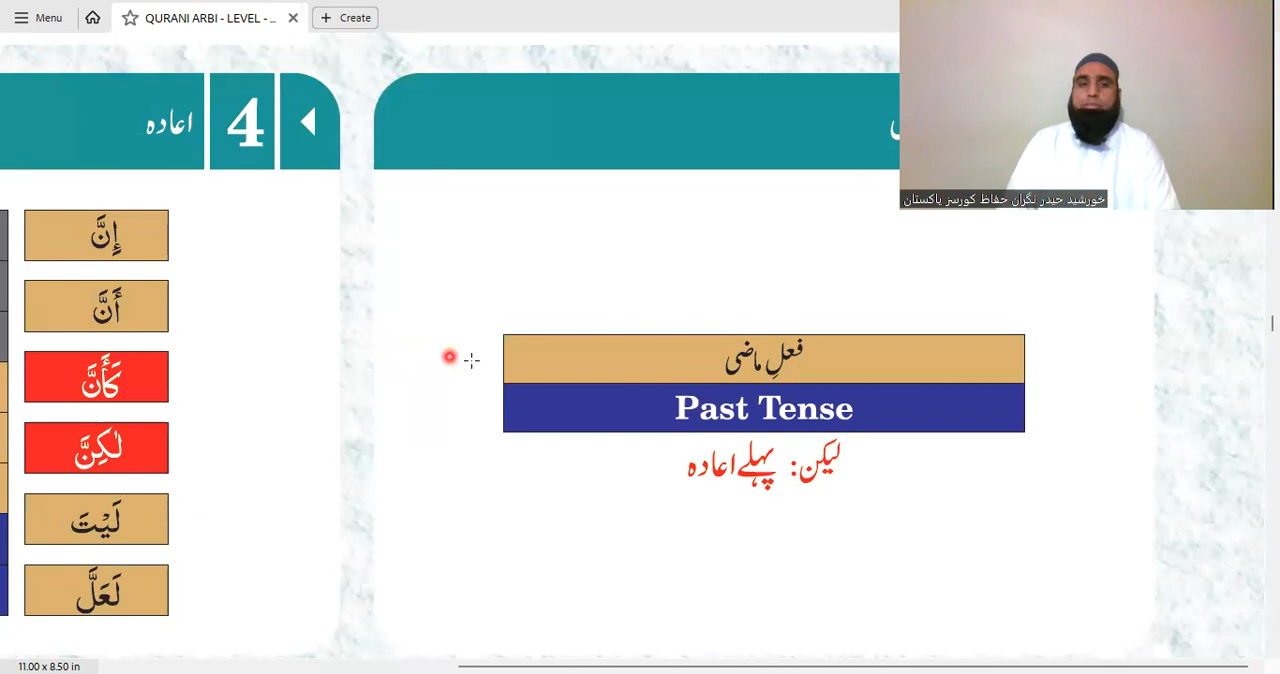 Menu
QURANI ARBI - LEVEL - ...
Create
خورشید حیدر نگران حفاظ کورسز پاکستان
فعلِ ماضی
Past Tense
لیکن: پہلے اعادہ
4
اعادہ
إِنَّ
أَنَّ
كَأَنَّ
لٰكِنَّ
لَيْتَ
لَعَلَّ
11.00 x 8.50 in